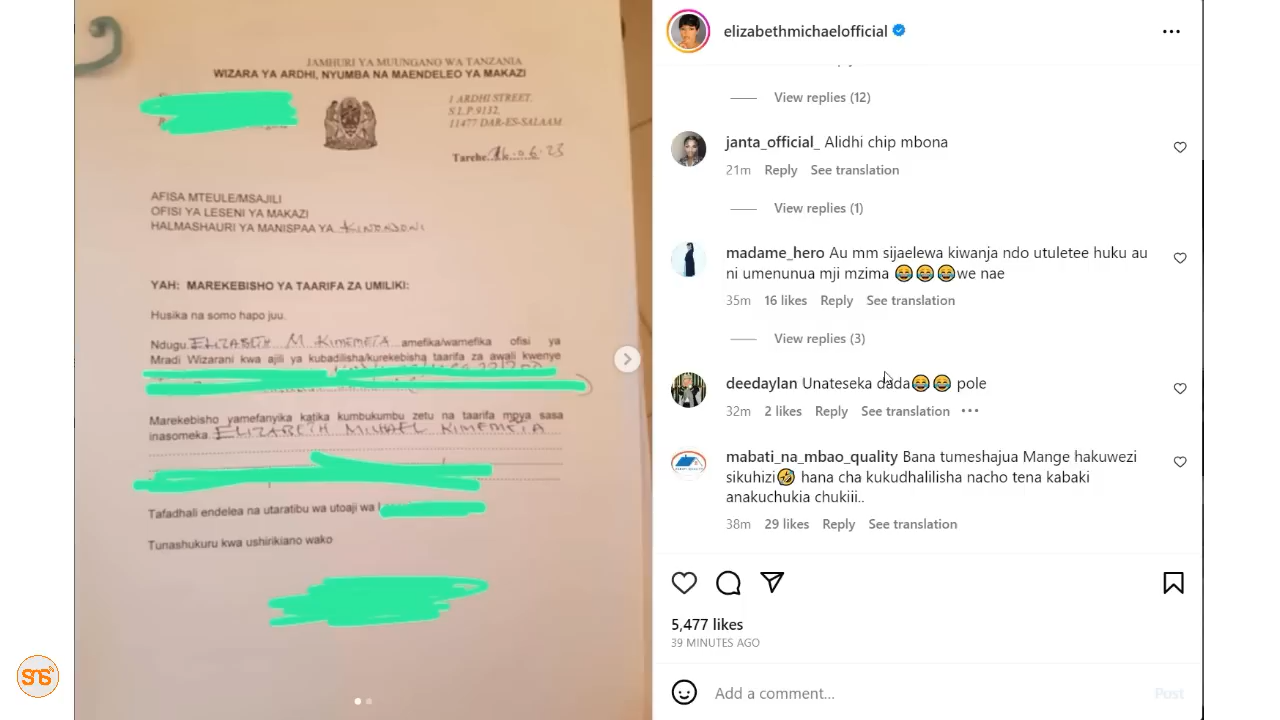 JAMHURI YA MUUNGANO WA TANZANIA
WIZARA YA ARDHI, NYUMBA NA MAENDELEO YA MAKAZI
1 ARDHI STREET,
S.L.P.9132,
11477 DAR-ES-SALAAM
Tarehe 16.06.23
AFISA MTEULE/MSAJILI
OFISI YA LESENI YA MAKAZI
HALMASHAURI YA MANISPAA YA KINONDONI
YAH: MAREKEBISHO YA TAARIFA ZA UMILIKI:
Husika na somo hapo juu.
Ndugu ELIZABETH M KIMEMETA amefika/wamefika ofisi ya
Mradi Wizarani kwa ajili ya kubadilisha/kurekebisha taarifa za awali kwenye
Marekebisho yamefanyika katika kumbukumbu zetu na taarifa mpya sasa
inasomeka ELIZABETH MICHAEL KIMEMETA
Tafadhali endelea na utaratibu wa utoaji wa
Tunashukuru kwa ushirikiano wako
SnS
elizabethmichaelofficial
View replies (12)
janta_official_ Alidhi chip mbona
21m Reply See translation
View replies (1)
madame_hero Au mm sijaelewa kiwanja ndo utuletee huku au
ni umenunua mji mzima 😂😂😂we nae
35m 16 likes Reply See translation
View replies (3)
deedaylan Unateseka dada😂😂 pole
32m 2 likes Reply See translation
mabati_na_mbao_quality Bana tumeshajua Mange hakuwezi
sikuhizi🤣 hana cha kukudhalilisha nacho tena kabaki
anakuchukia chukiii..
38m 29 likes Reply See translation
5,477 likes
39 MINUTES AGO
Add a comment...
Post